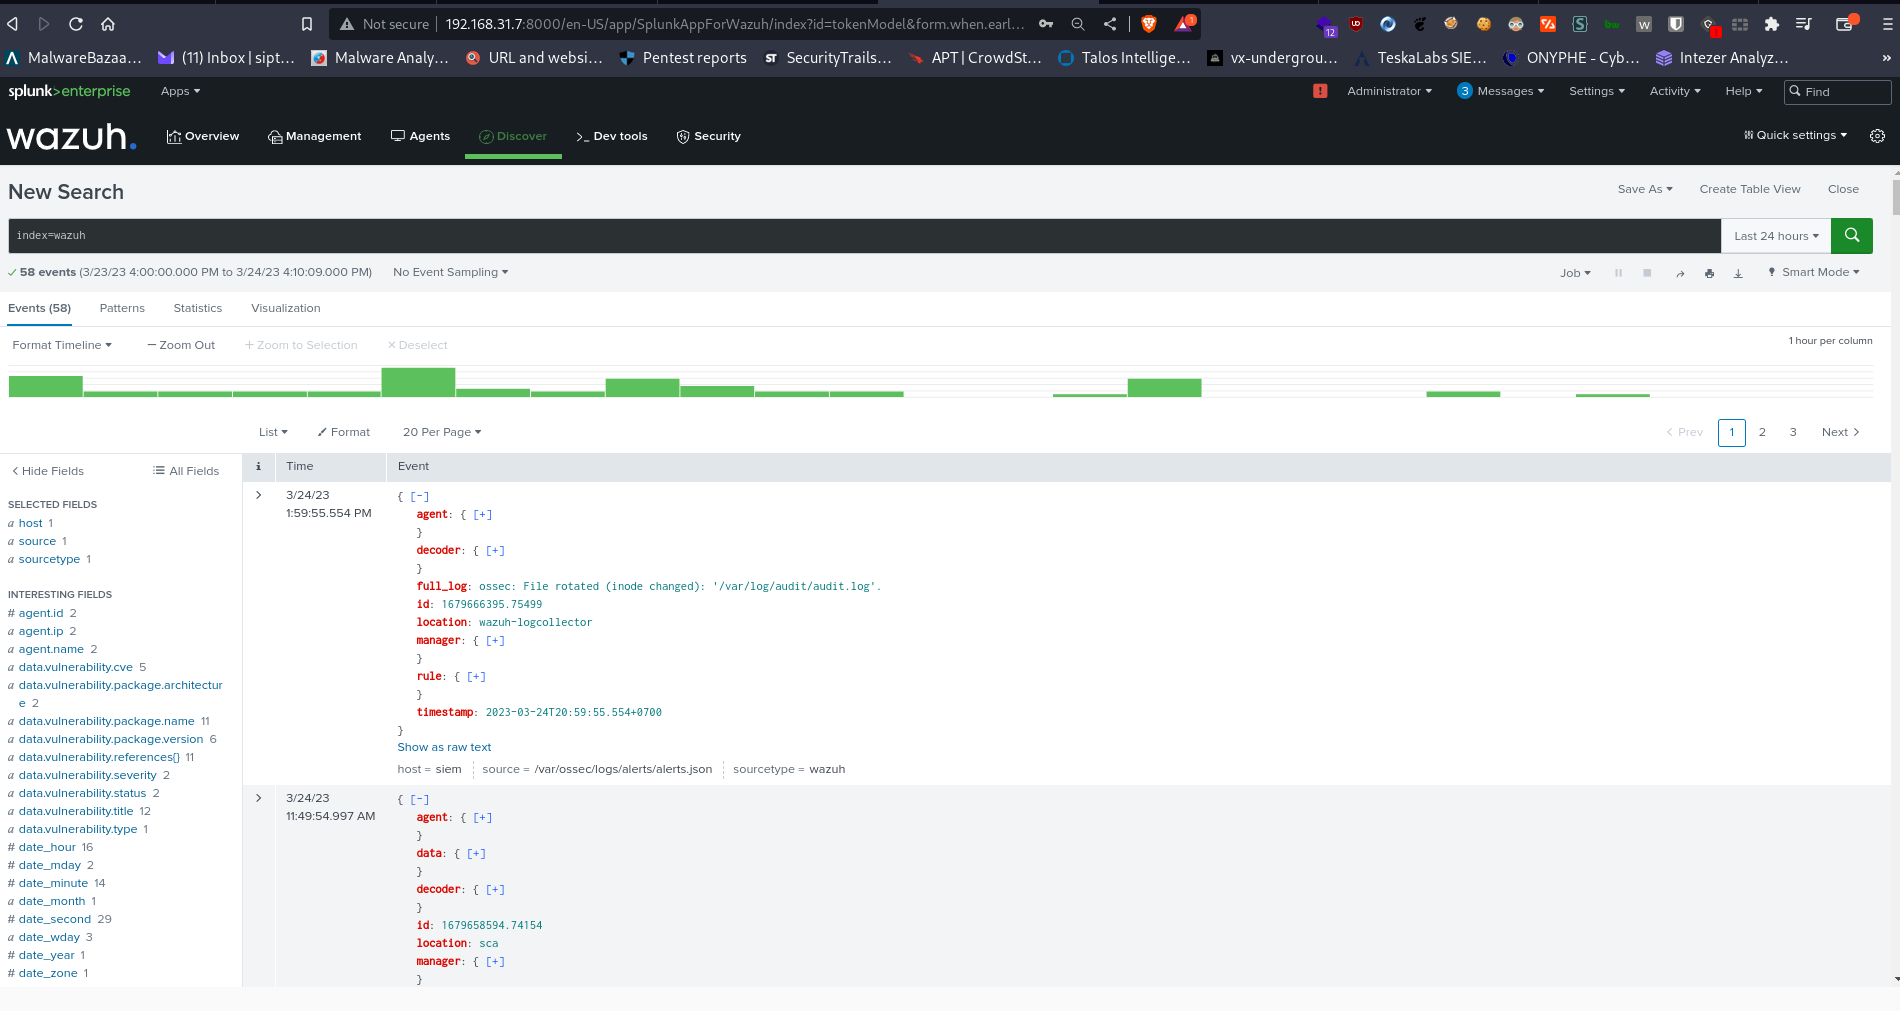 Not secure 192.168.31.7:8000/en-US/app/SplunkAppForWazuh/index?id=tokenModel&form.when.earl...
12
1
MalwareBazaa... (11) Inbox | sipt... Malware Analy... URL and websi... Pentest reports SecurityTrails... APT | CrowdSt... Talos Intellige... vx-undergrou... TeskaLabs SIE... ONYPHE - Cyb... Intezer Analyz... »
splunk>enterprise Apps Administrator 3 Messages Settings Activity Help Find
wazuh. Overview Management Agents Discover Dev tools Security Quick settings
New Search Save As Create Table View Close
index=wazuh Last 24 hours
58 events (3/23/23 4:00:00.000 PM to 3/24/23 4:10:09.000 PM) No Event Sampling Job Smart Mode
Events (58) Patterns Statistics Visualization
Format Timeline — Zoom Out + Zoom to Selection × Deselect 1 hour per column
List Format 20 Per Page < Prev 1 2 3 Next >
< Hide Fields All Fields
i Time Event
SELECTED FIELDS
a host 1
a source 1
a sourcetype 1
INTERESTING FIELDS
# agent.id 2
a agent.ip 2
a agent.name 2
a data.vulnerability.cve 5
a data.vulnerability.package.architectur
e 2
a data.vulnerability.package.name 11
a data.vulnerability.package.version 6
a data.vulnerability.references{} 11
a data.vulnerability.severity 2
a data.vulnerability.status 2
a data.vulnerability.title 12
a data.vulnerability.type 1
# date_hour 16
# date_mday 2
# date_minute 14
a date_month 1
# date_second 29
a date_wday 3
# date_year 1
# date_zone 1
3/24/23
1:59:55.554 PM
{ [-]
agent: { [+]
}
decoder: { [+]
}
full_log: ossec: File rotated (inode changed): '/var/log/audit/audit.log'.
id: 1679666395.75499
location: wazuh-logcollector
manager: { [+]
}
rule: { [+]
}
timestamp: 2023-03-24T20:59:55.554+0700
}
Show as raw text
host = siem source = /var/ossec/logs/alerts/alerts.json sourcetype = wazuh
3/24/23
11:49:54.997 AM
{ [-]
agent: { [+]
}
data: { [+]
}
decoder: { [+]
}
id: 1679658594.74154
location: sca
manager: { [+]
}